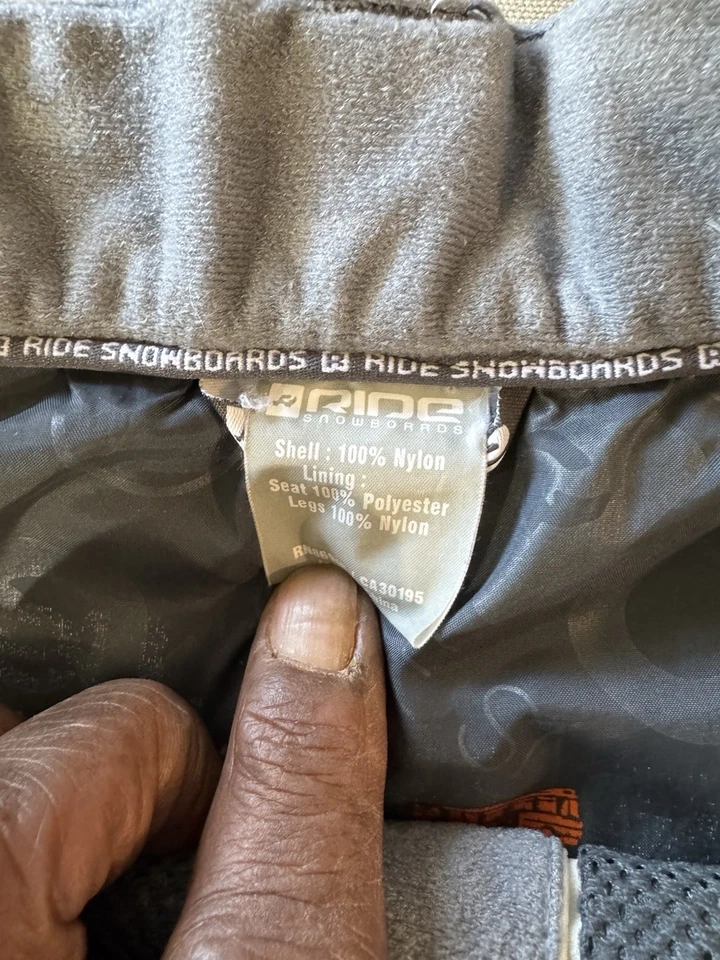 RIDE SNOWBOARDS RIDE SNOWBOARDS
RIDE
SNOWBOARDS
Shell : 100% Nylon
Lining :
Seat 100% Polyester
Legs 100% Nylon
CA30195